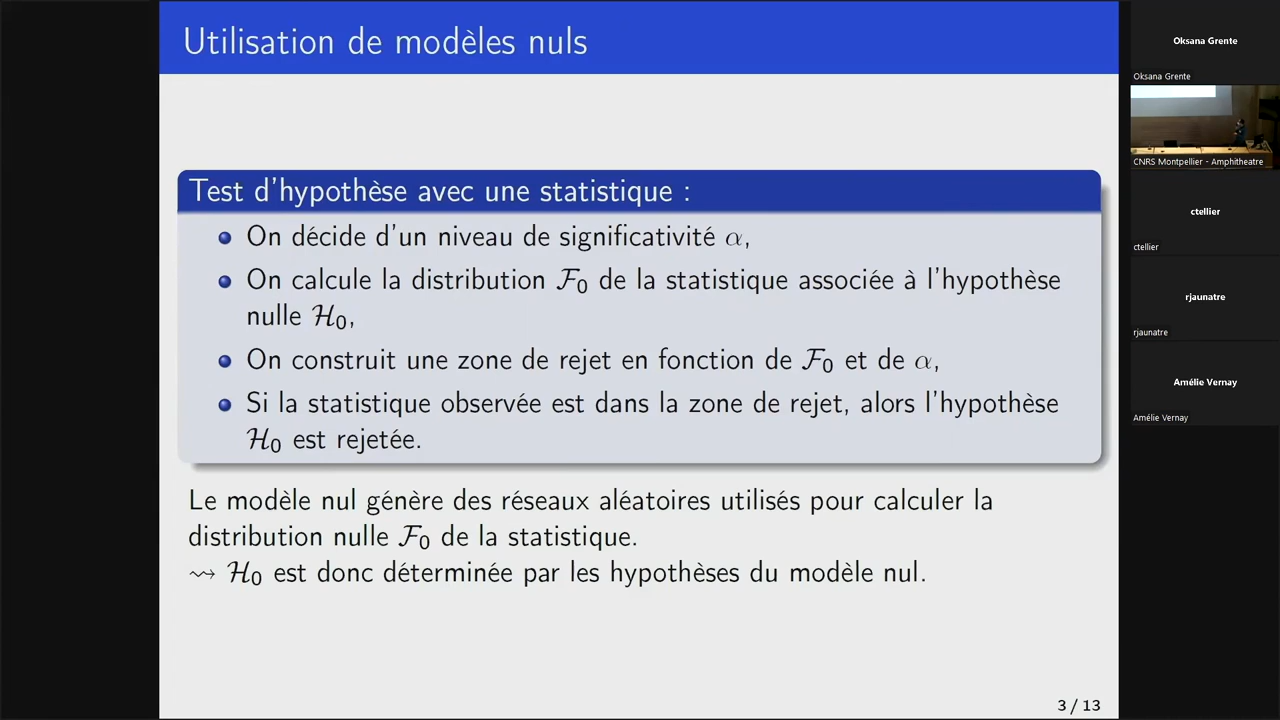 Utilisation de modèles nuls
Test d'hypothèse avec une statistique :
On décide d'un niveau de significativité α,
On calcule la distribution ℱ₀ de la statistique associée à l'hypothèse
nulle ℋ₀,
On construit une zone de rejet en fonction de ℱ₀ et de α,
Si la statistique observée est dans la zone de rejet, alors l'hypothèse
ℋ₀ est rejetée.
Le modèle nul génère des réseaux aléatoires utilisés pour calculer la
distribution nulle ℱ₀ de la statistique.
⇝ ℋ₀ est donc déterminée par les hypothèses du modèle nul.
3 / 13
Oksana Grente
Oksana Grente
CNRS Montpellier - Amphitheatre
ctellier
ctellier
rjaunatre
rjaunatre
Amélie Vernay
Amélie Vernay